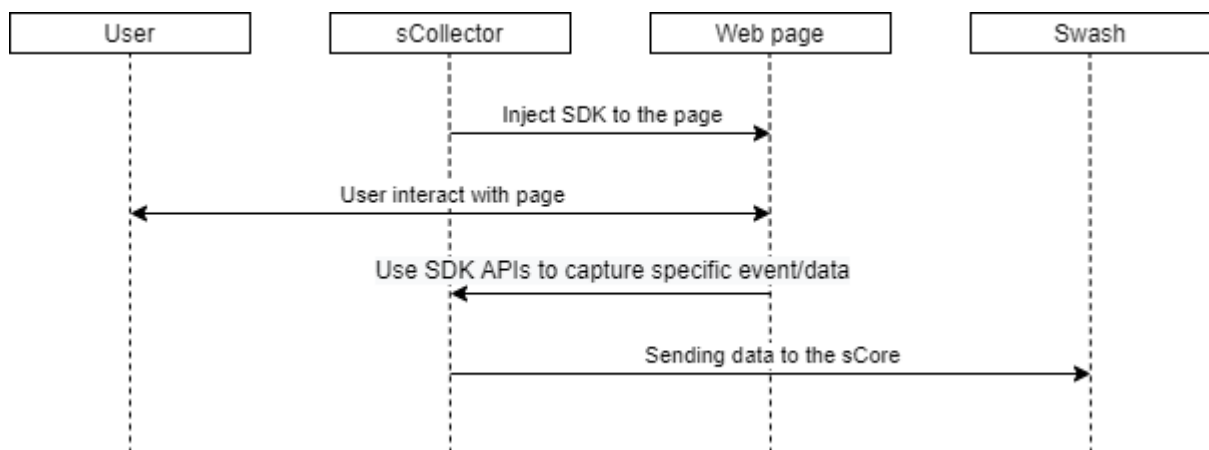 User
sCollector
Web page
Swash
Inject SDK to the page
User interact with page
Use SDK APIs to capture specific event/data
Sending data to the sCore